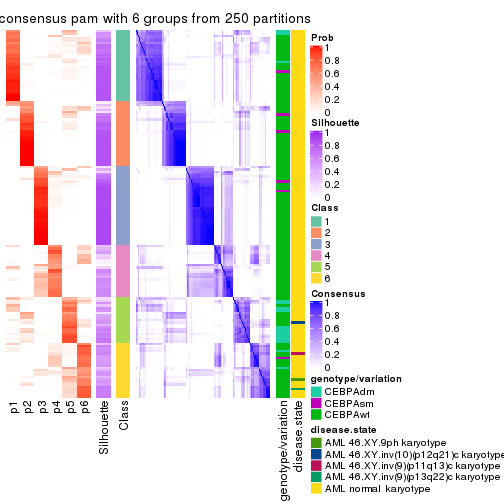 consensus pam with 6 groups from 250 partitions
Prob
1
0.8
0.6
0.4
0.2
0
Silhouette
1
0.8
0.6
0.4
0.2
0
Class
1
2
3
4
5
6
Consensus
1
0.8
0.6
0.4
0.2
0
genotype/variation
CEBPAdm
CEBPAsm
CEBPAwt
disease.state
AML 46.XY,9ph karyotype
AML 46.XY,inv(10)(p12q21)c karyotype
AML 46.XY,inv(9)(p11q13)c karyotype
AML 46.XY,inv(9)(p13q22)c karyotype
AML normal karyotype
p1
p2
p3
p4
p5
p6
Silhouette
Class
genotype/variation
disease.state